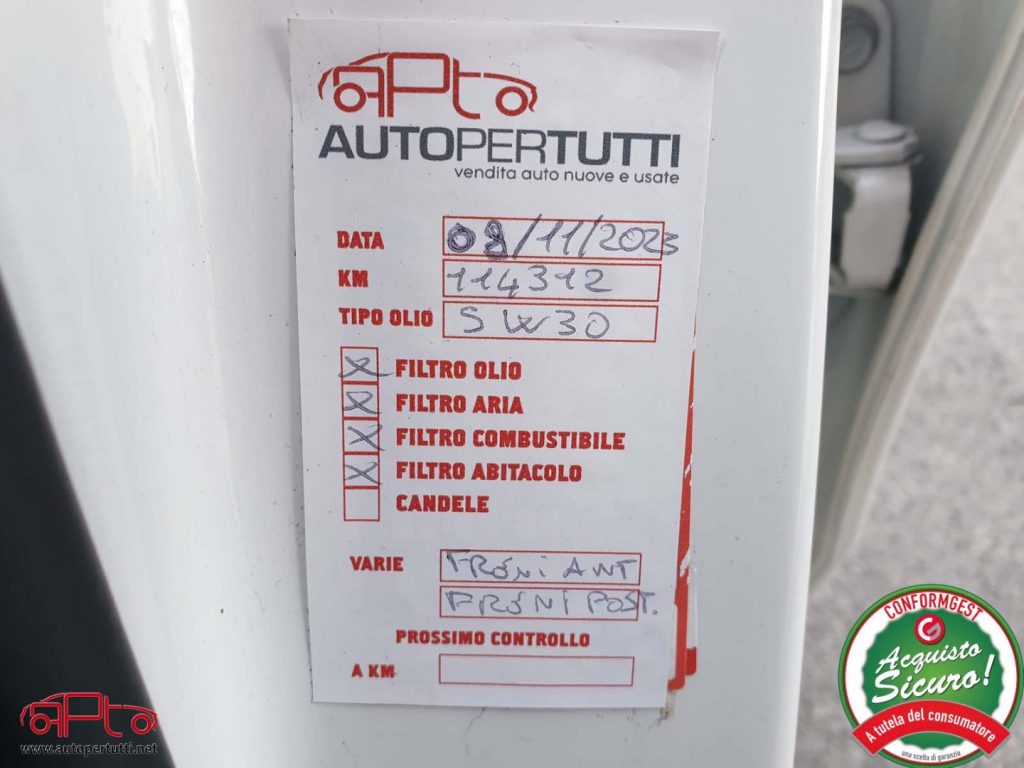 APto
AUTOPERTUTTI
vendita auto nuove e usate
DATA 08/11/2023
KM 114312
TIPO OLIO 5W30
X FILTRO OLIO
X FILTRO ARIA
X FILTRO COMBUSTIBILE
X FILTRO ABITACOLO
CANDELE
VARIE FRENI ANT
FRENI POST.
PROSSIMO CONTROLLO
A KM
APto
www.autopertutti.net
CONFORMGEST
Acquisto
Sicuro!
A tutela del consumatore
una scelta di garanzia